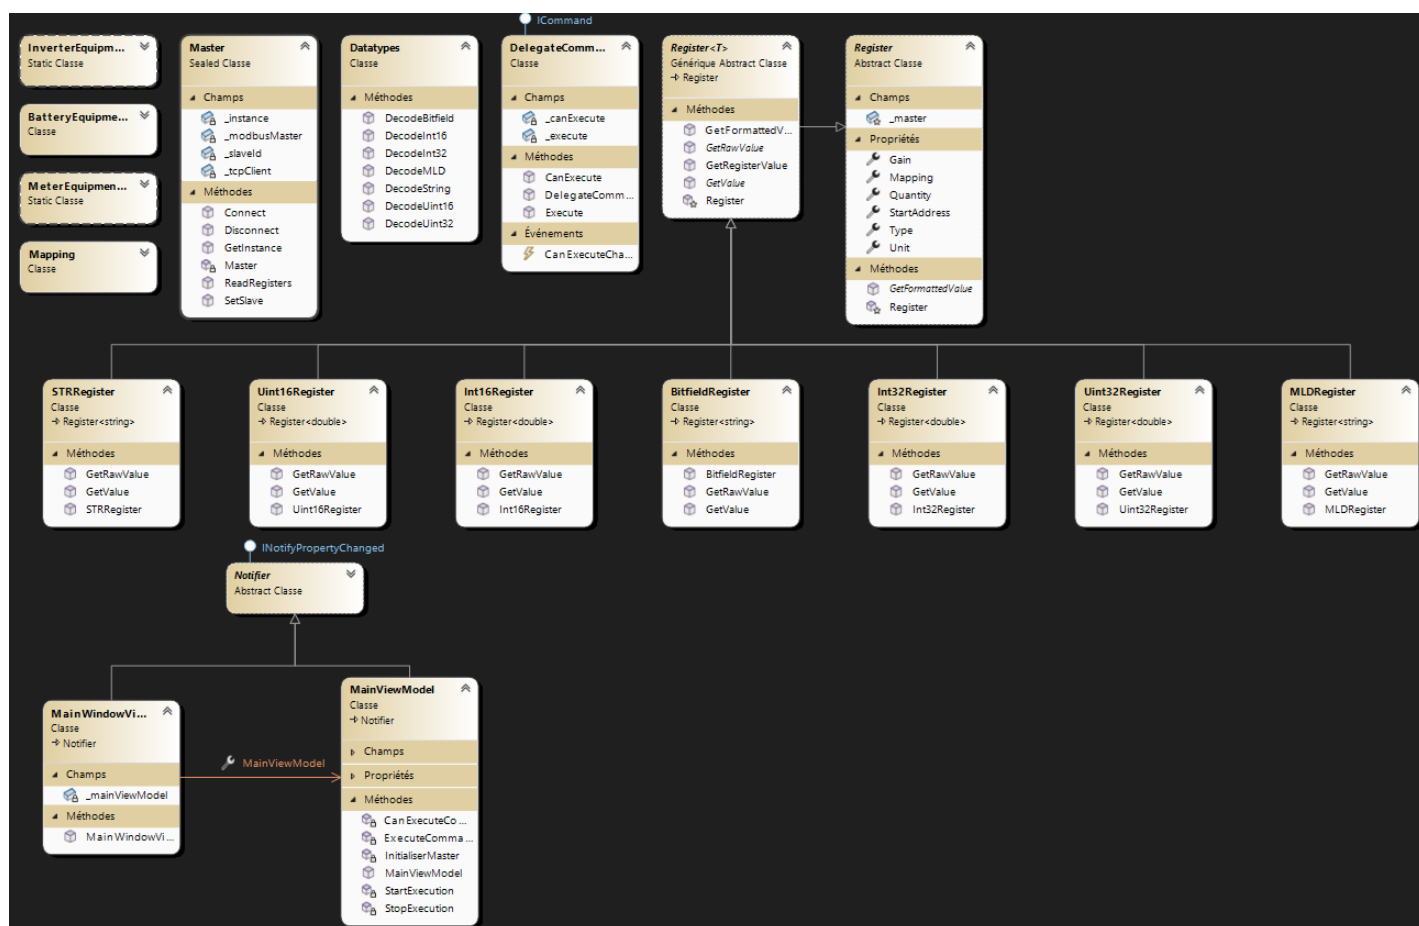 ICommand
InverterEquipm...
Static Classe
BatteryEquipme...
Classe
MeterEquipmen...
Static Classe
Mapping
Classe
Master
Sealed Classe
Champs
_instance
_modbusMaster
_slaveId
_tcpClient
Méthodes
Connect
Disconnect
GetInstance
Master
ReadRegisters
SetSlave
Datatypes
Classe
Méthodes
DecodeBitfield
DecodeInt16
DecodeInt32
DecodeMLD
DecodeString
DecodeUint16
DecodeUint32
DelegateComm...
Classe
Champs
_canExecute
_execute
Méthodes
CanExecute
DelegateComm...
Execute
Événements
CanExecuteCha...
Register<T>
Générique Abstract Classe
Register
Méthodes
GetFormattedV...
GetRawValue
GetRegisterValue
GetValue
Register
Register
Abstract Classe
Champs
_master
Propriétés
Gain
Mapping
Quantity
StartAddress
Type
Unit
Méthodes
GetFormattedValue
Register
STRRegister
Classe
Register<string>
Méthodes
GetRawValue
GetValue
STRRegister
Uint16Register
Classe
Register<double>
Méthodes
GetRawValue
GetValue
Uint16Register
Int16Register
Classe
Register<double>
Méthodes
GetRawValue
GetValue
Int16Register
BitfieldRegister
Classe
Register<string>
Méthodes
BitfieldRegister
GetRawValue
GetValue
Int32Register
Classe
Register<double>
Méthodes
GetRawValue
GetValue
Int32Register
Uint32Register
Classe
Register<double>
Méthodes
GetRawValue
GetValue
Uint32Register
MLDRegister
Classe
Register<string>
Méthodes
GetRawValue
GetValue
MLDRegister
INotifyPropertyChanged
Notifier
Abstract Classe
MainWindowVi...
Classe
Notifier
Champs
_mainViewModel
Méthodes
MainWindowVi...
MainViewModel
MainViewModel
Classe
Notifier
Champs
Propriétés
Méthodes
CanExecuteCo...
ExecuteComma...
InitialiserMaster
MainViewModel
StartExecution
StopExecution